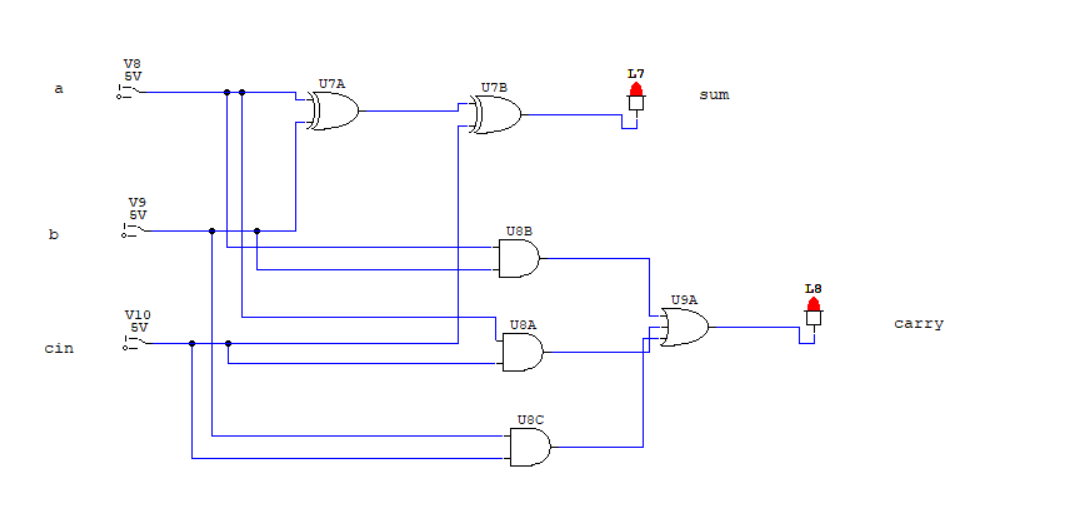 V8
5V
a
U7A
U7B
L7
sum
V9
5V
b
U8B
L8
U9A
V10
5V
cin
U8A
carry
U8C